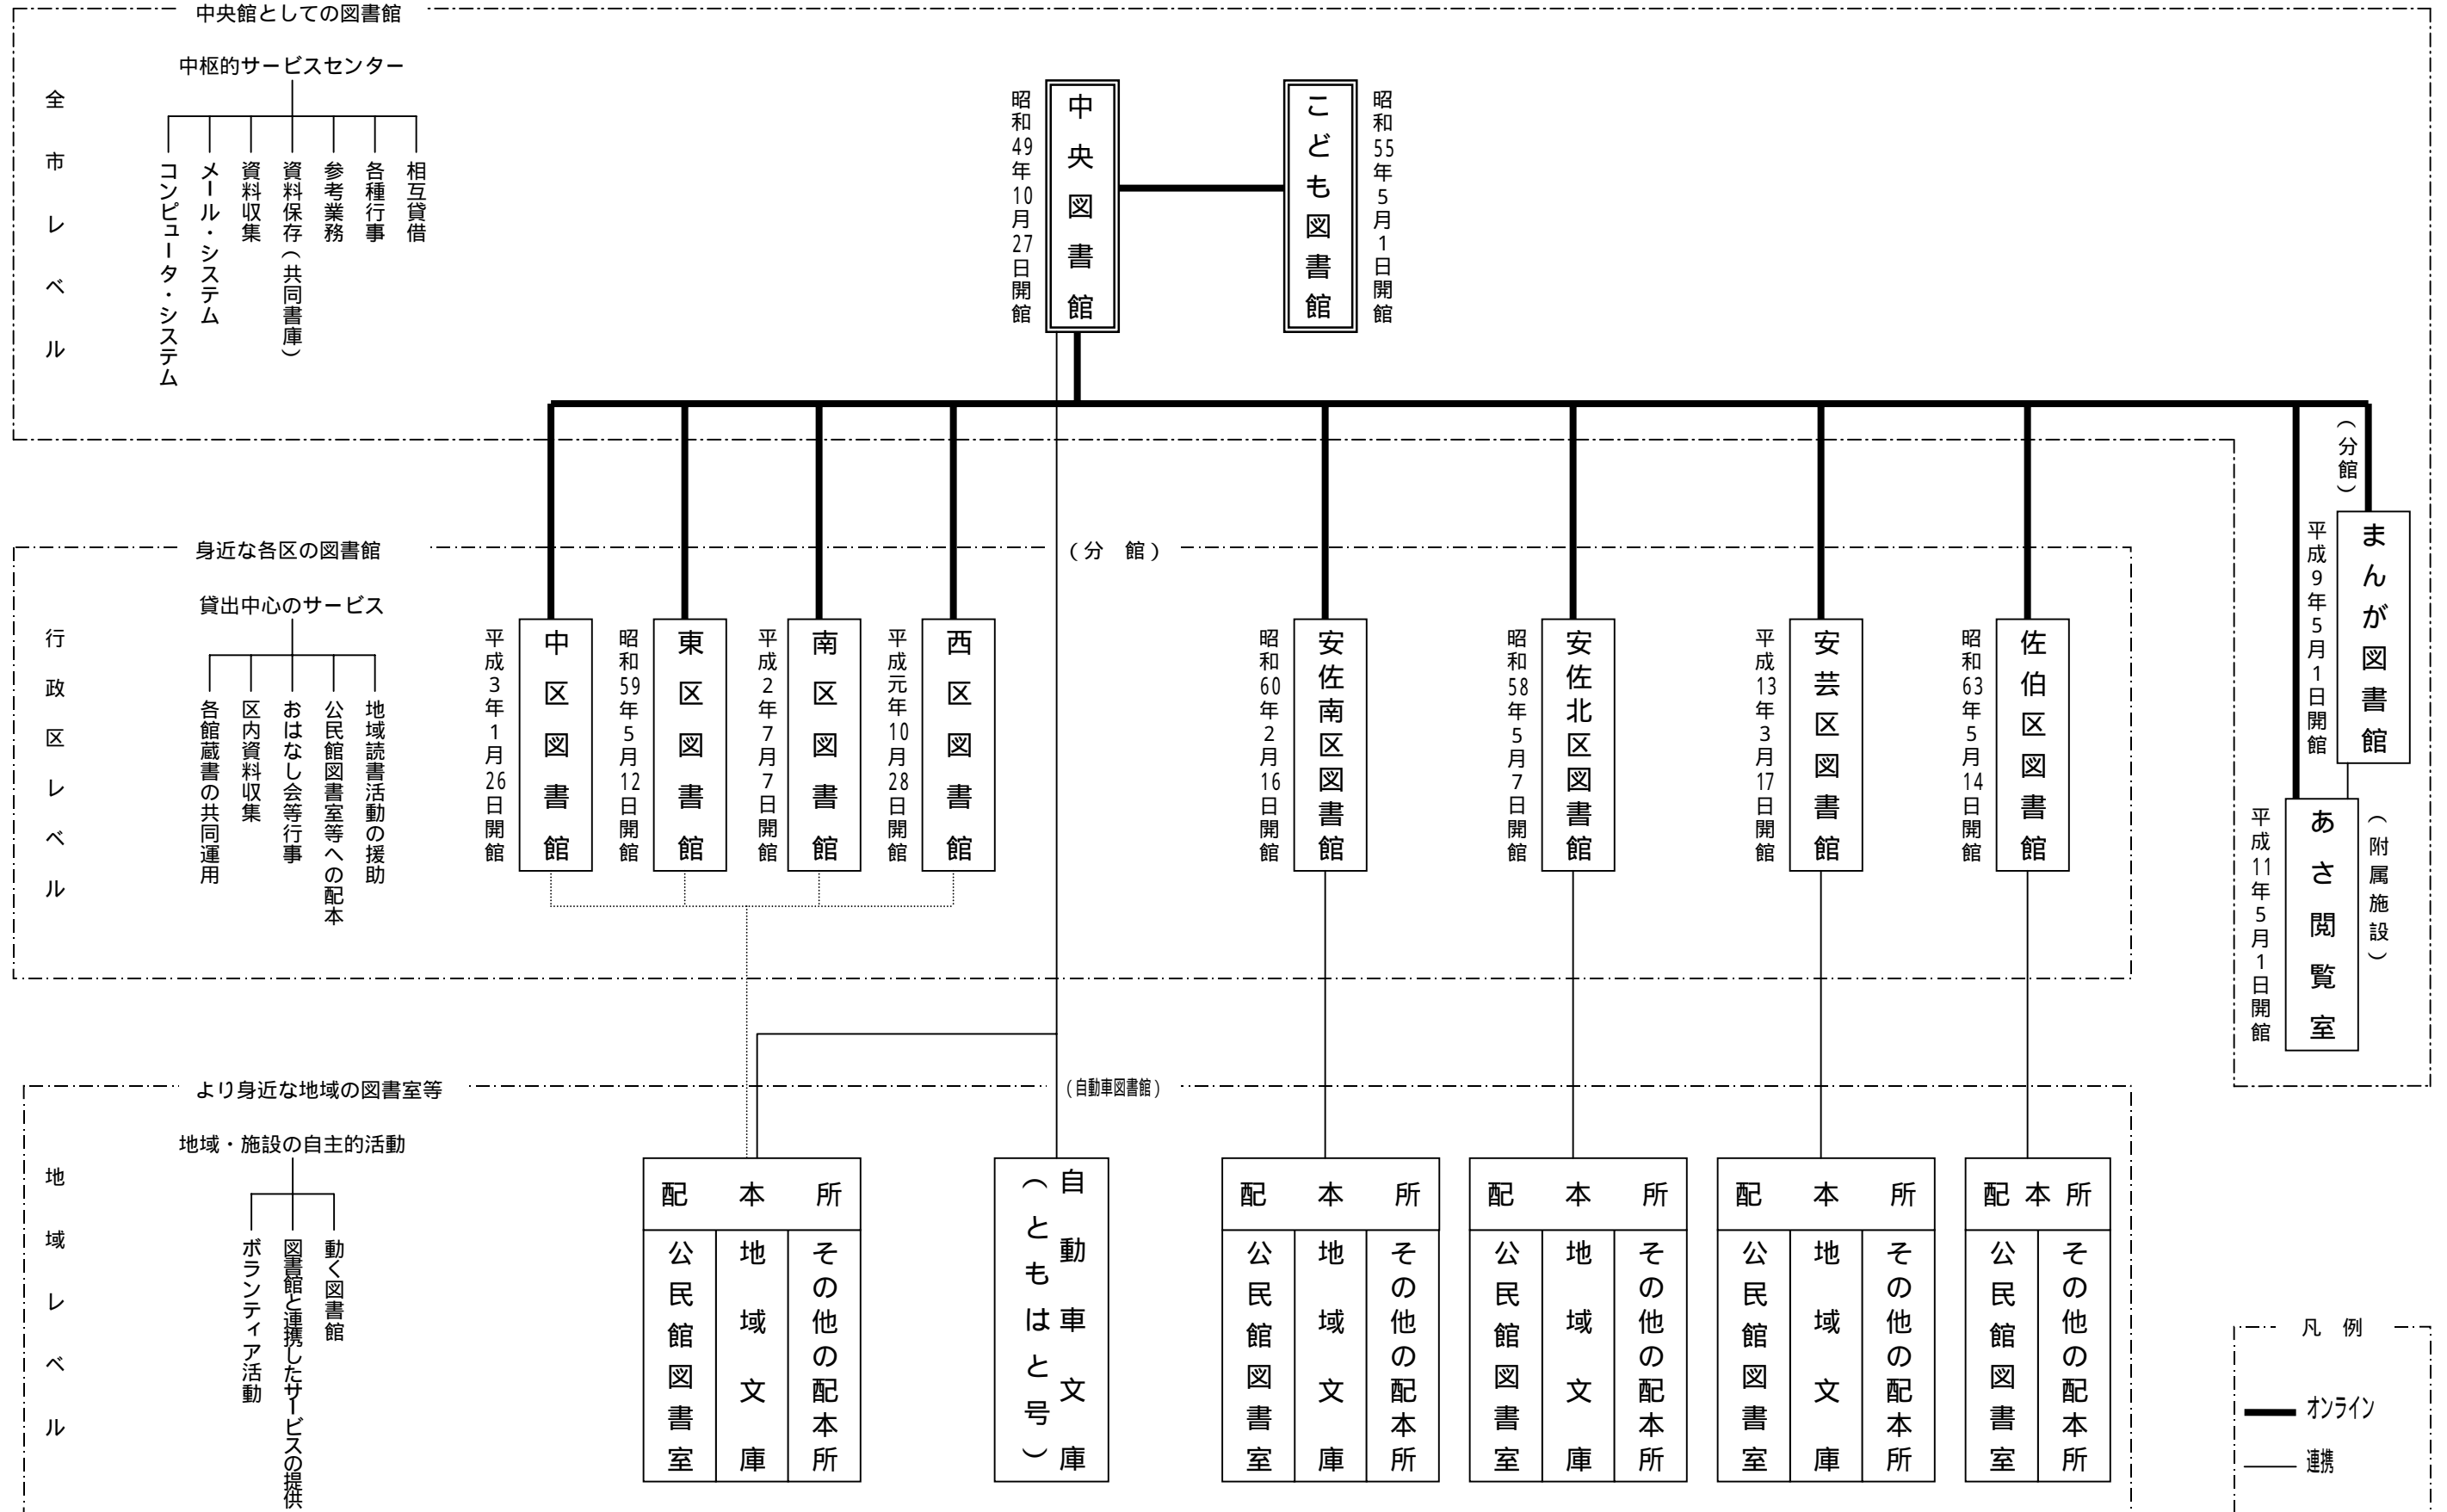 中央館としての図書館
中枢的サービスセンター
全市レベル
コンピュータ・システム
メール・システム
資料収集
資料保存(共同書庫)
参考業務
各種行事
相互貸借
昭和49年10月27日開館
中央図書館
こども図書館
昭和55年5月1日開館
(分館)
平成9年5月1日開館
まんが図書館
平成11年5月1日開館
あさ閲覧室
(附属施設)
身近な各区の図書館
(分 館)
貸出中心のサービス
行政区レベル
各館蔵書の共同運用
区内資料収集
おはなし会等行事
公民館図書室等への配本
地域読書活動の援助
平成3年1月26日開館
中区図書館
昭和59年5月12日開館
東区図書館
平成2年7月7日開館
南区図書館
平成元年10月28日開館
西区図書館
昭和60年2月16日開館
安佐南区図書館
昭和58年5月7日開館
安佐北区図書館
平成13年3月17日開館
安芸区図書館
昭和63年5月14日開館
佐伯区図書館
より身近な地域の図書室等
(自動車図書館)
地域・施設の自主的活動
地域レベル
ボランティア活動
図書館と連携したサービスの提供
動く図書館
配本所
公民館図書室
地域文庫
その他の配本所
自動車文庫
(ともはと号)
配本所
公民館図書室
地域文庫
その他の配本所
配本所
公民館図書室
地域文庫
その他の配本所
配本所
公民館図書室
地域文庫
その他の配本所
配本所
公民館図書室
その他の配本所
凡 例
オンライン
連携